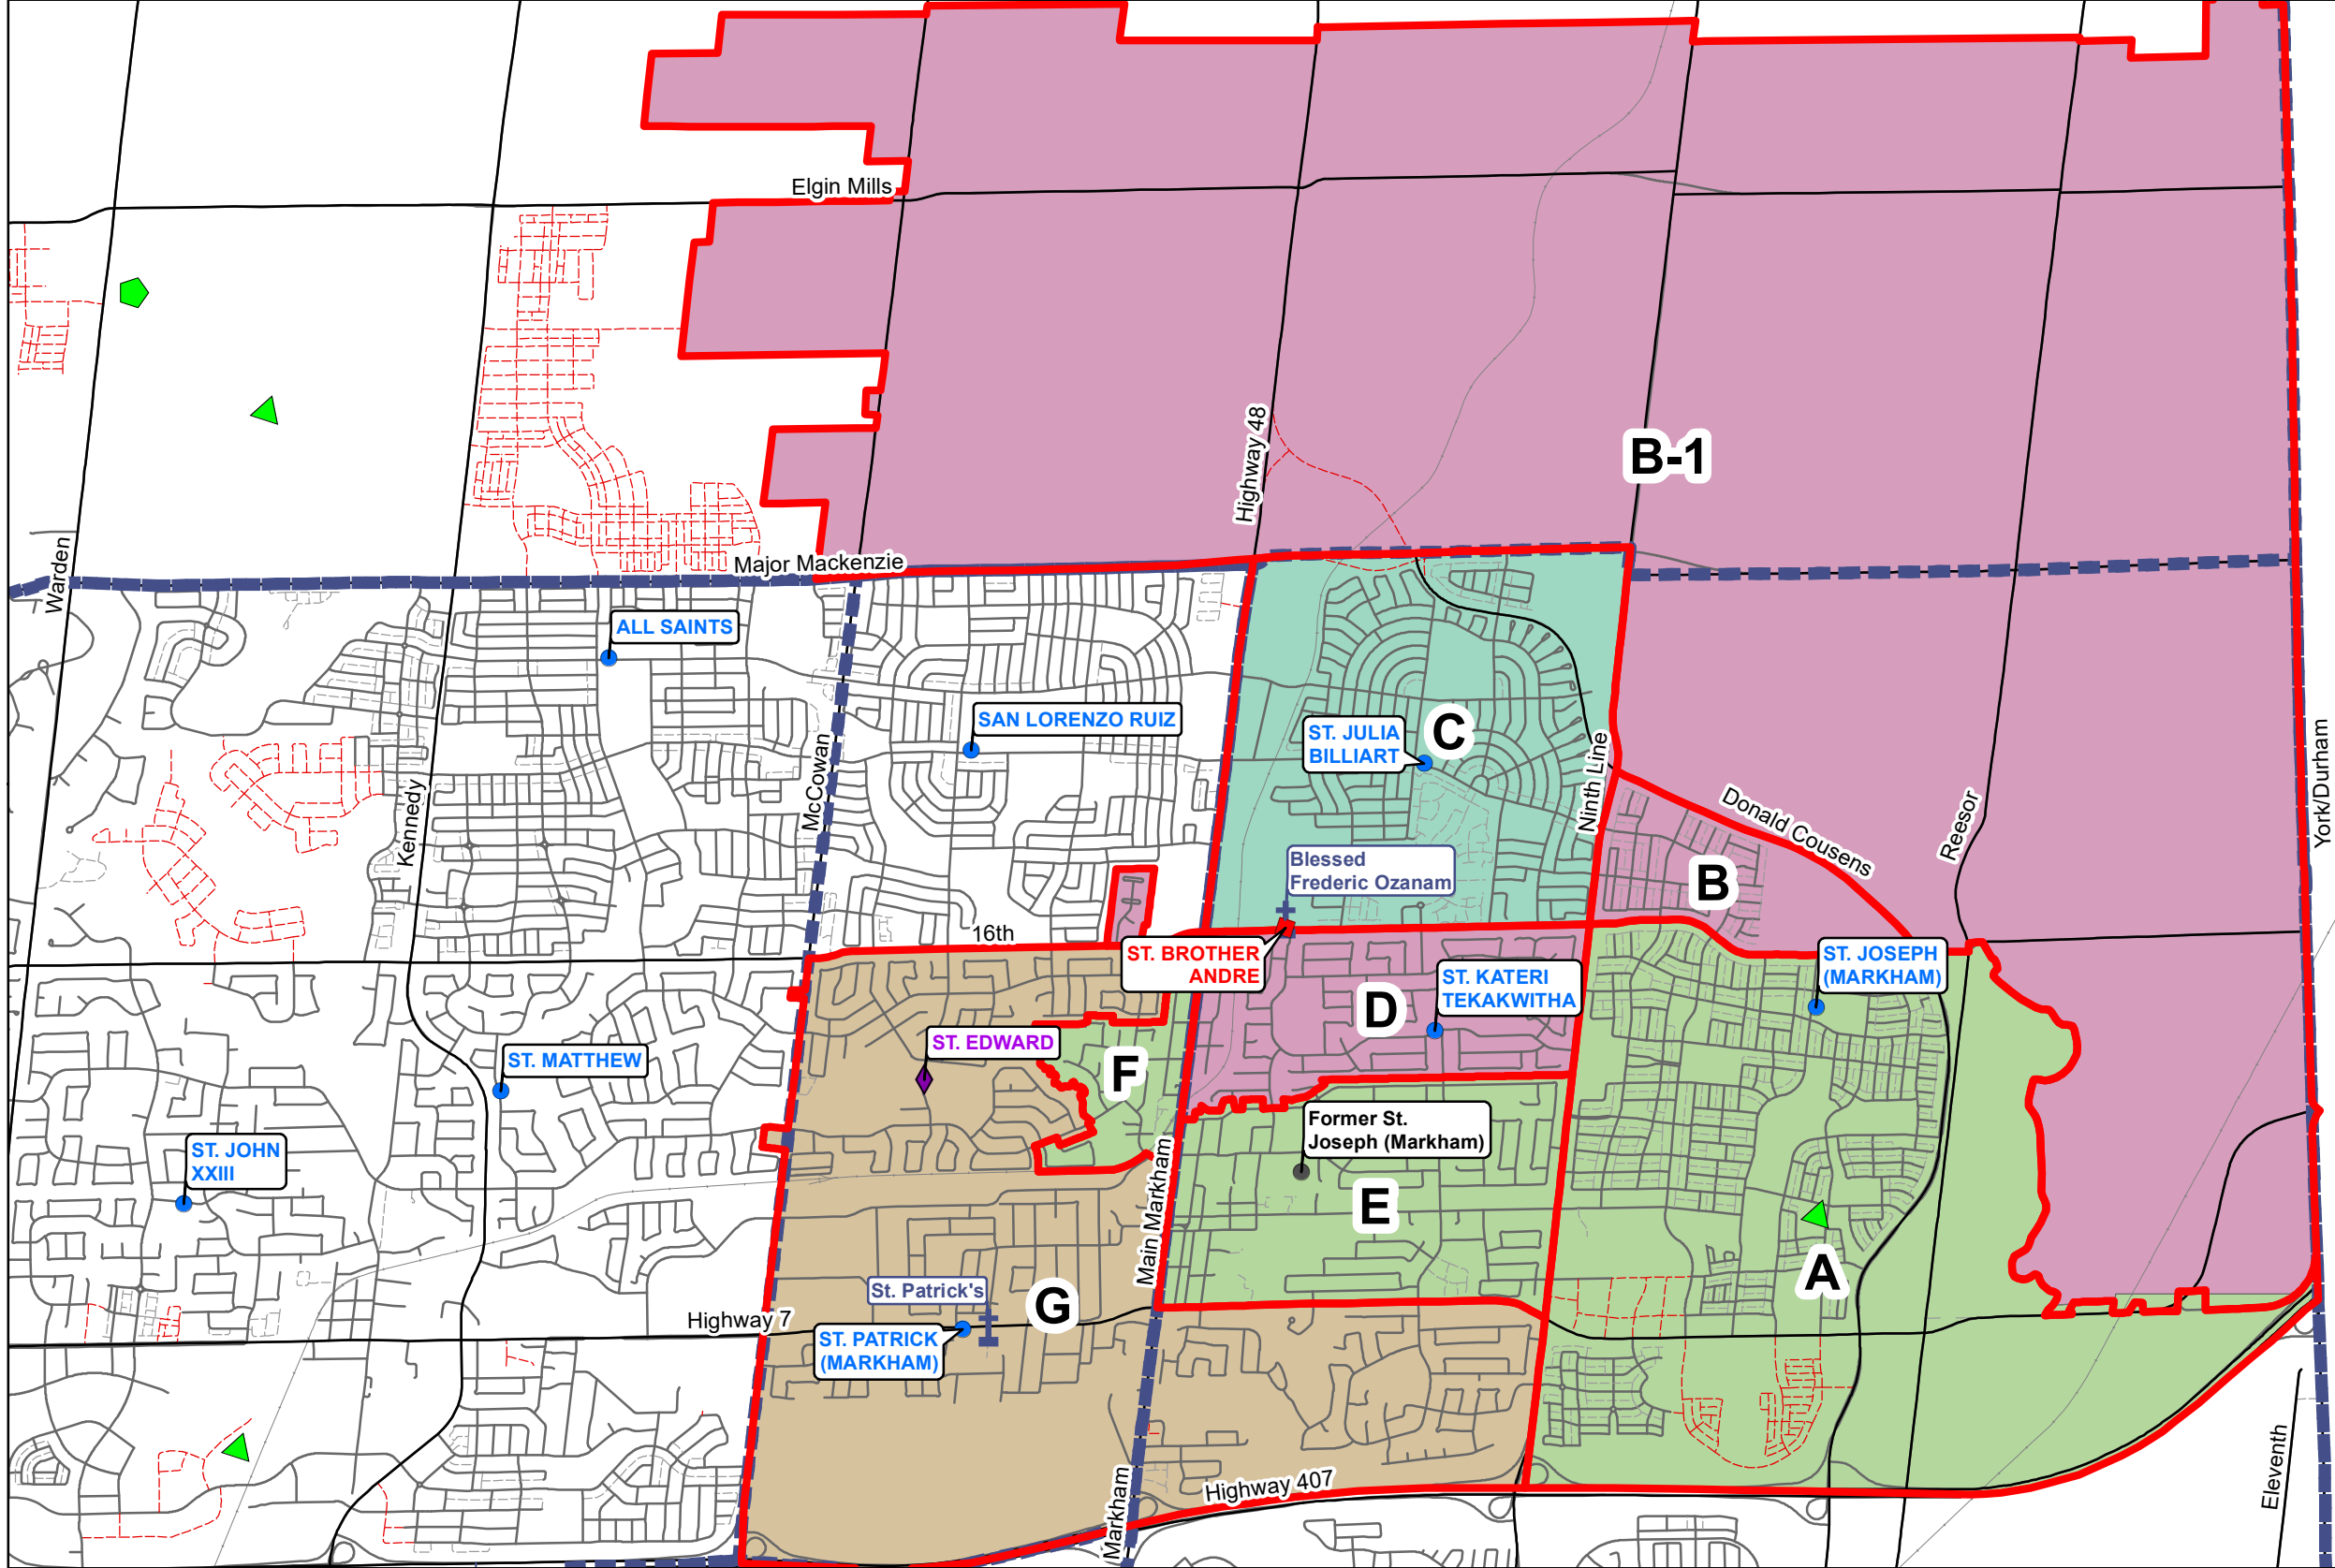 Elgin Mills
Highway 48
B-1
Warden
Major Mackenzie
ALL SAINTS
SAN LORENZO RUIZ
ST. JULIA
BILLIART
C
McCowan
Kennedy
Ninth Line
Donald Cousens
Reesor
York/Durham
Blessed
Frederic Ozanam
B
16th
ST. BROTHER
ANDRE
ST. KATERI
TEKAKWITHA
ST. JOSEPH
(MARKHAM)
D
ST. EDWARD
F
ST. MATTHEW
Former St.
Joseph (Markham)
ST. JOHN
XXIII
Main Markham
E
A
St. Patrick's
G
Highway 7
ST. PATRICK
(MARKHAM)
Highway 407
Markham
Eleventh